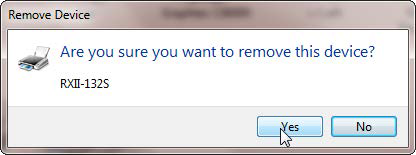 Remove Device
Are you sure you want to remove this device?
RXII-132S
Yes No